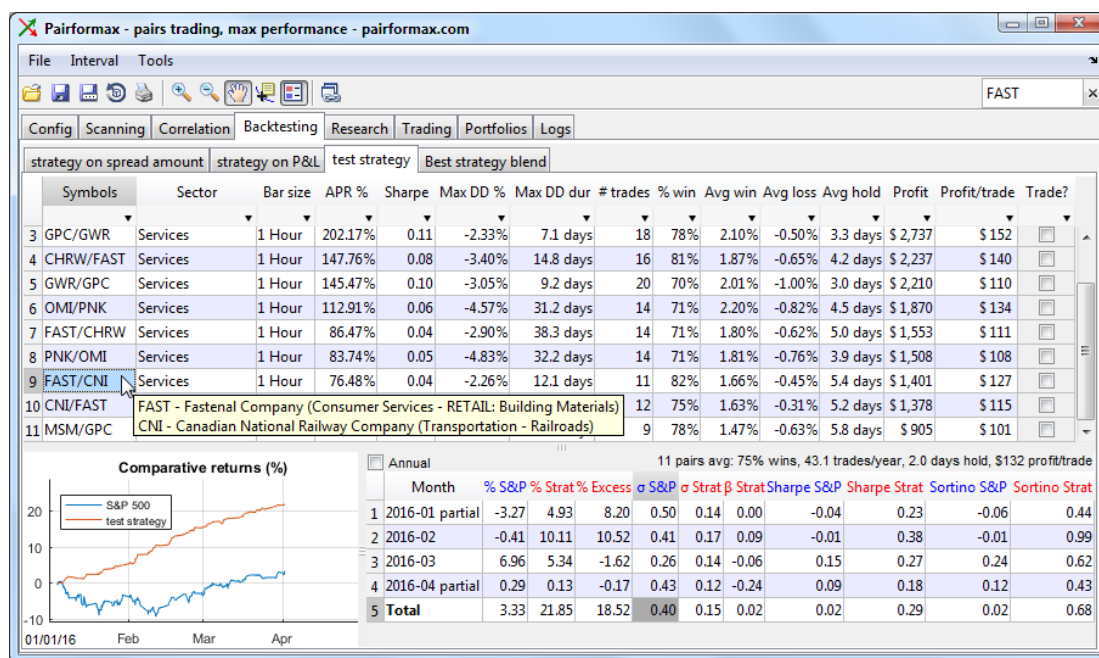 Pairformax - pairs trading, max performance - pairformax.com
File Interval Tools
FAST
Config Scanning Correlation Backtesting Research Trading Portfolios Logs
strategy on spread amount strategy on P&L test strategy Best strategy blend
Symbols Sector Bar size APR % Sharpe Max DD % Max DD dur # trades % win Avg win Avg loss Avg hold Profit Profit/trade Trade?
3 GPC/GWR Services 1 Hour 202.17% 0.11 -2.33% 7.1 days 18 78% 2.10% -0.50% 3.3 days $ 2,737 $ 152
4 CHRW/FAST Services 1 Hour 147.76% 0.08 -3.40% 14.8 days 16 81% 1.87% -0.65% 4.2 days $ 2,237 $ 140
5 GWR/GPC Services 1 Hour 145.47% 0.10 -3.05% 9.2 days 20 70% 2.01% -1.00% 3.0 days $ 2,210 $ 110
6 OMI/PNK Services 1 Hour 112.91% 0.06 -4.57% 31.2 days 14 71% 2.20% -0.82% 4.5 days $ 1,870 $ 134
7 FAST/CHRW Services 1 Hour 86.47% 0.04 -2.90% 38.3 days 14 71% 1.80% -0.62% 5.0 days $ 1,553 $ 111
8 PNK/OMI Services 1 Hour 83.74% 0.05 -4.83% 32.2 days 14 71% 1.81% -0.76% 3.9 days $ 1,508 $ 108
9 FAST/CNI Services 1 Hour 76.48% 0.04 -2.26% 12.1 days 11 82% 1.66% -0.45% 5.4 days $ 1,401 $ 127
10 CNI/FAST FAST - Fastenal Company (Consumer Services - RETAIL: Building Materials) 12 75% 1.63% -0.31% 5.2 days $ 1,378 $ 115
11 MSM/GPC CNI - Canadian National Railway Company (Transportation - Railroads) 9 78% 1.47% -0.63% 5.8 days $ 905 $ 101
Comparative returns (%)
S&P 500
test strategy
20
10
0
-10
01/01/16 Feb Mar Apr
Annual 11 pairs avg: 75% wins, 43.1 trades/year, 2.0 days hold, $132 profit/trade
Month % S&P % Strat % Excess σ S&P σ Strat β Strat Sharpe S&P Sharpe Strat Sortino S&P Sortino Strat
1 2016-01 partial -3.27 4.93 8.20 0.50 0.14 0.00 -0.04 0.23 -0.06 0.44
2 2016-02 -0.41 10.11 10.52 0.41 0.17 0.09 -0.01 0.38 -0.01 0.99
3 2016-03 6.96 5.34 -1.62 0.26 0.14 -0.06 0.15 0.27 0.24 0.62
4 2016-04 partial 0.29 0.13 -0.17 0.43 0.12 -0.24 0.09 0.18 0.12 0.43
5 Total 3.33 21.85 18.52 0.40 0.15 0.02 0.02 0.29 0.02 0.68